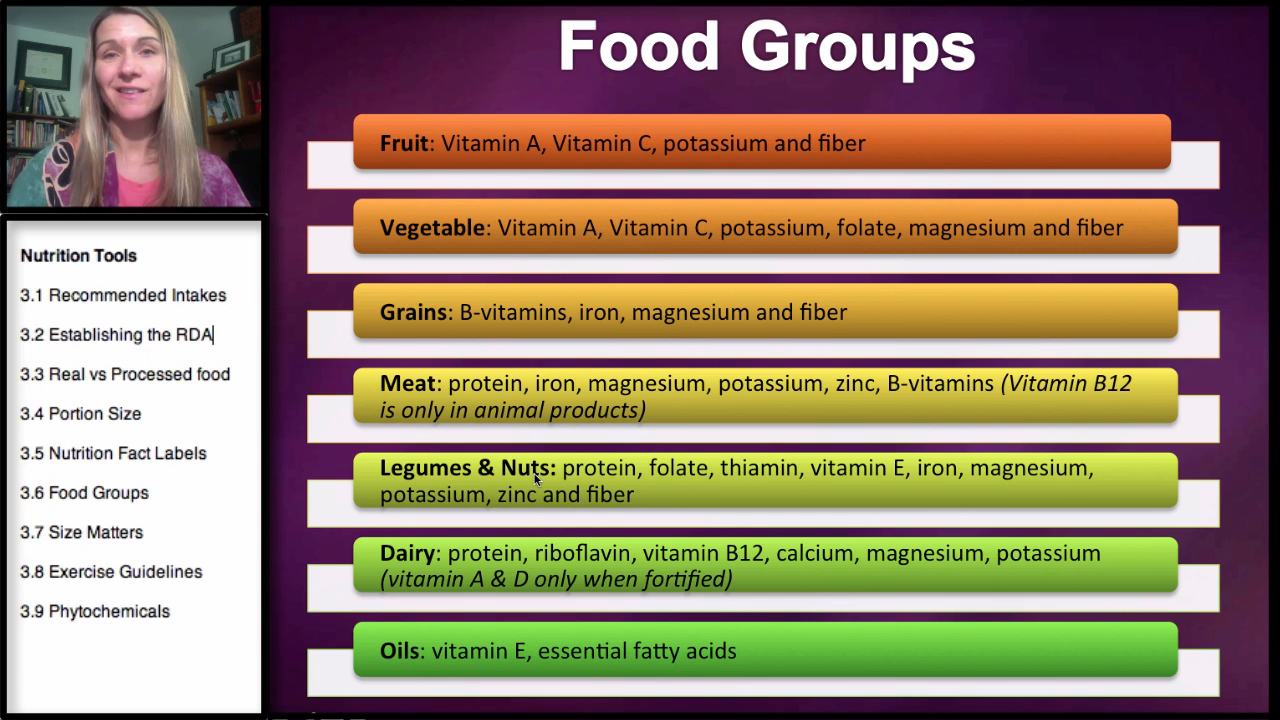 Food Groups
Fruit: Vitamin A, Vitamin C, potassium and fiber
Vegetable: Vitamin A, Vitamin C, potassium, folate, magnesium and fiber
Grains: B-vitamins, iron, magnesium and fiber
Meat: protein, iron, magnesium, potassium, zinc, B-vitamins (Vitamin B12
is only in animal products)
Legumes & Nuts: protein, folate, thiamin, vitamin E, iron, magnesium,
potassium, zinc and fiber
Dairy: protein, riboflavin, vitamin B12, calcium, magnesium, potassium
(vitamin A & D only when fortified)
Oils: vitamin E, essential fatty acids
Nutrition Tools
3.1 Recommended Intakes
3.2 Establishing the RDA
3.3 Real vs Processed food
3.4 Portion Size
3.5 Nutrition Fact Labels
3.6 Food Groups
3.7 Size Matters
3.8 Exercise Guidelines
3.9 Phytochemicals